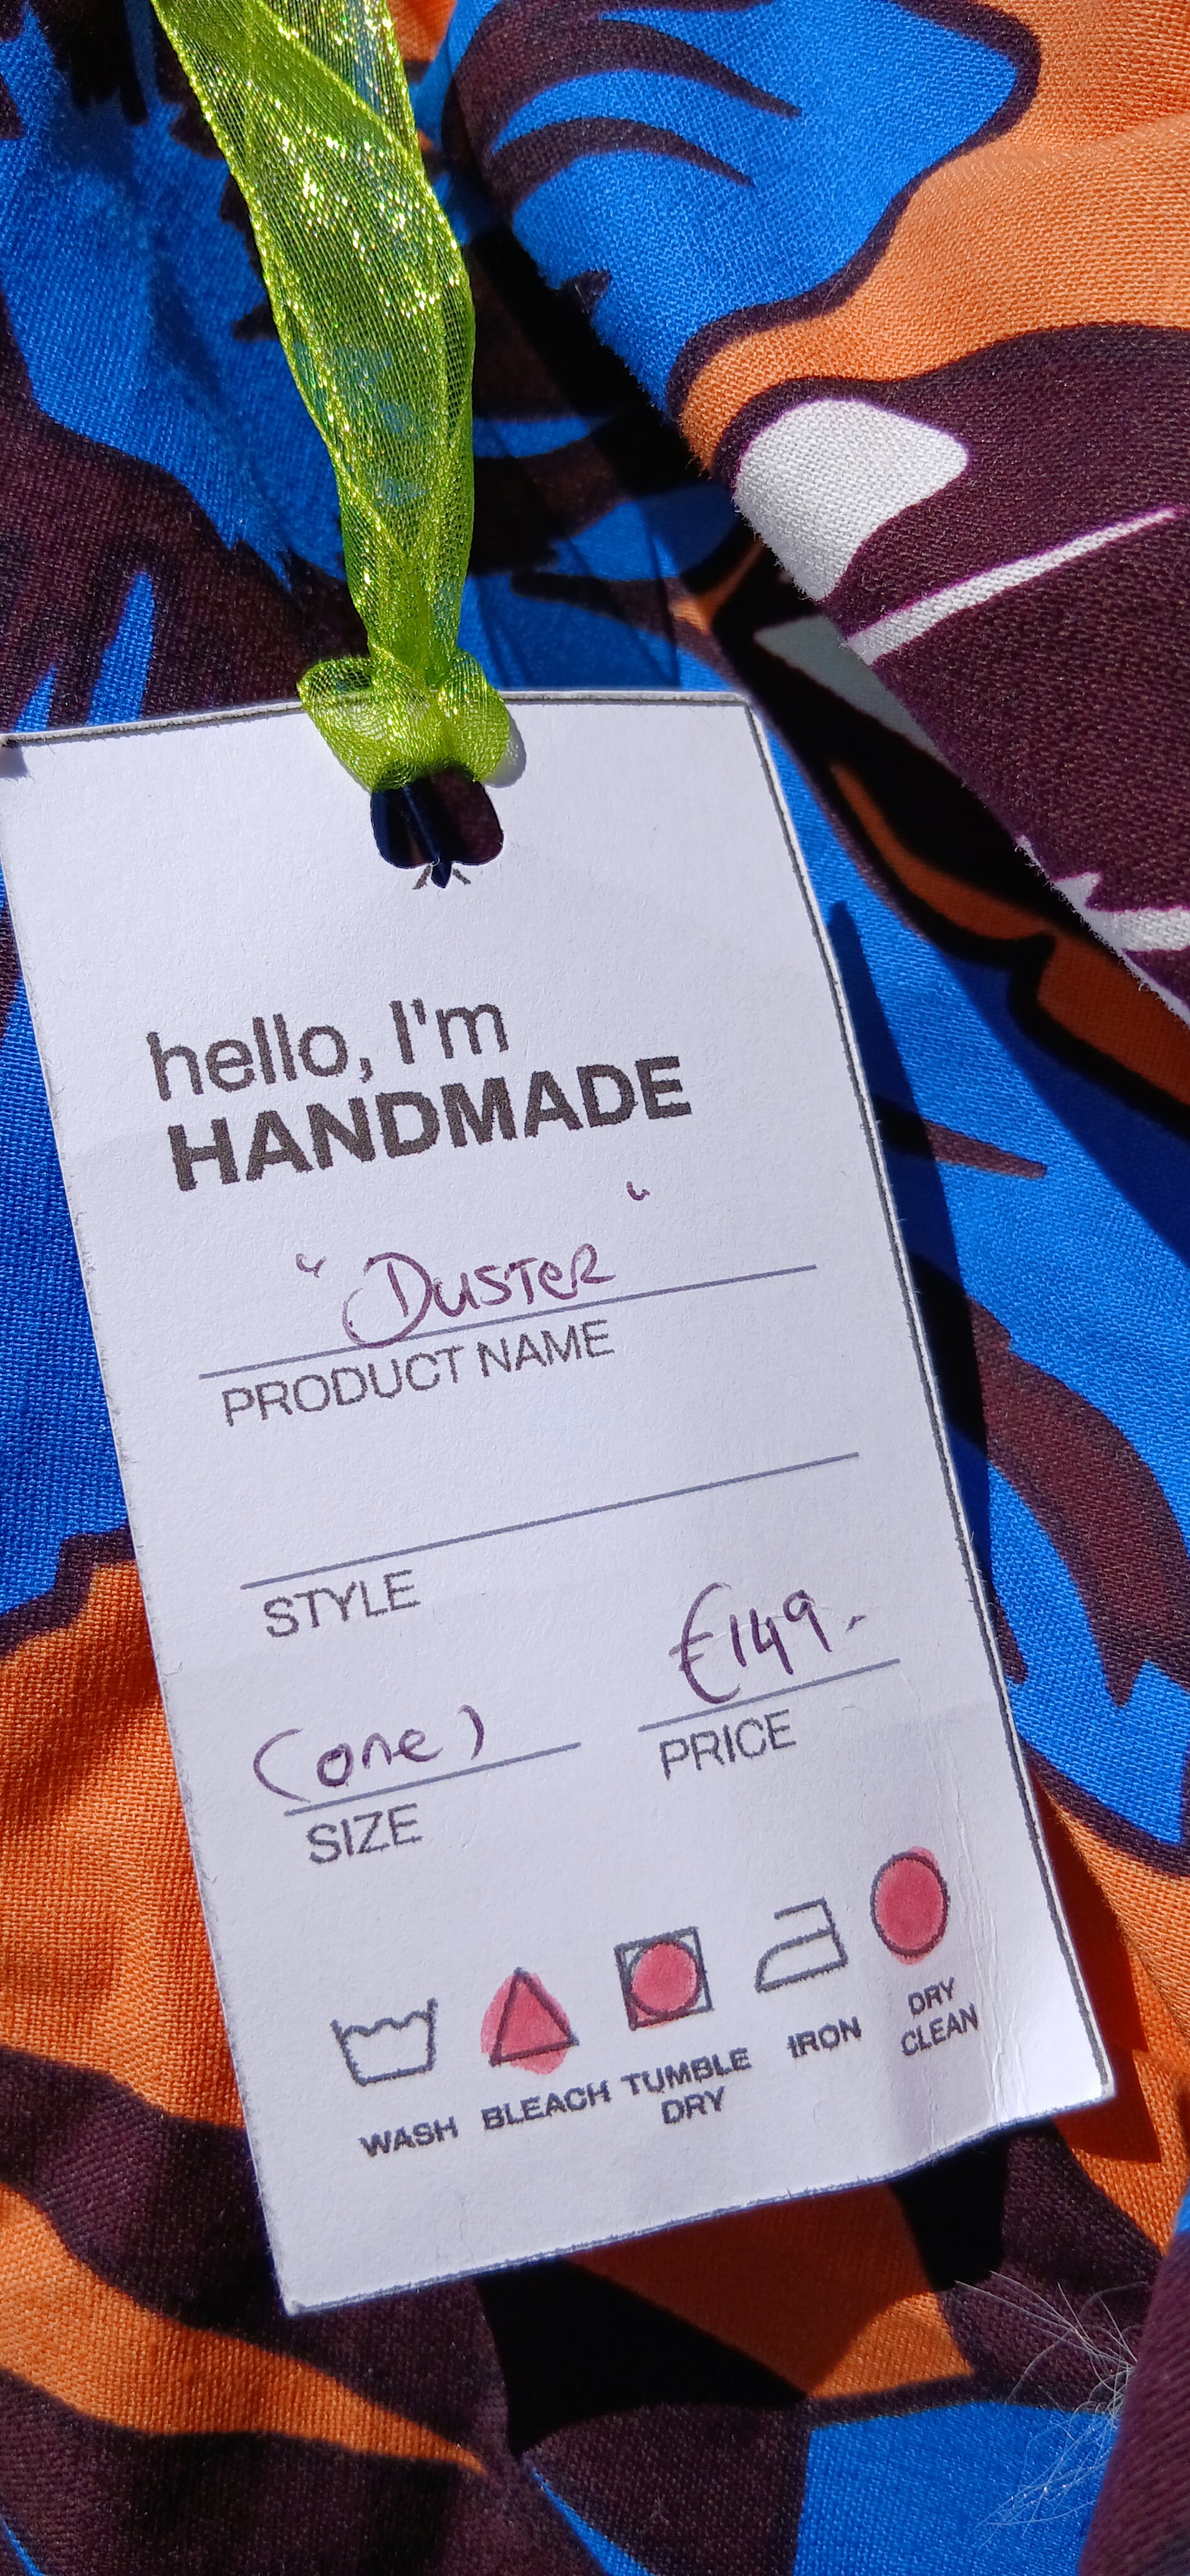 hello, I'm
HANDMADE
"Duster"
PRODUCT NAME
STYLE
(one)
SIZE
€149.-
PRICE
WASH
BLEACH
TUMBLE
DRY
IRON
DRY
CLEAN